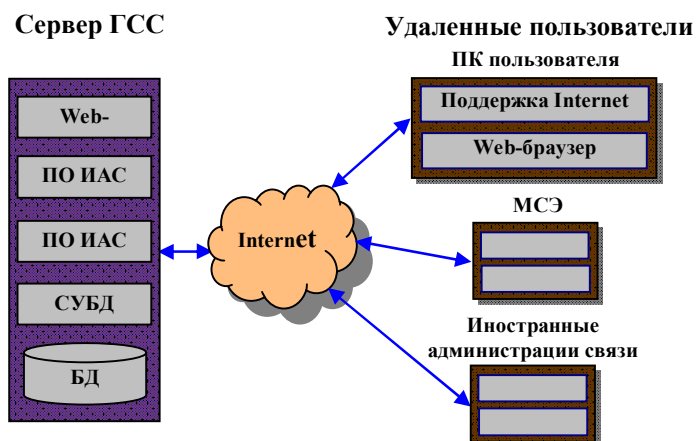 Сервер ГСС
Удаленные пользователи
ПК пользователя
Поддержка Internet
Web-браузер
Web-
ПО ИАС
ПО ИАС
СУБД
БД
Internet
МСЭ
Иностранные
администрации связи